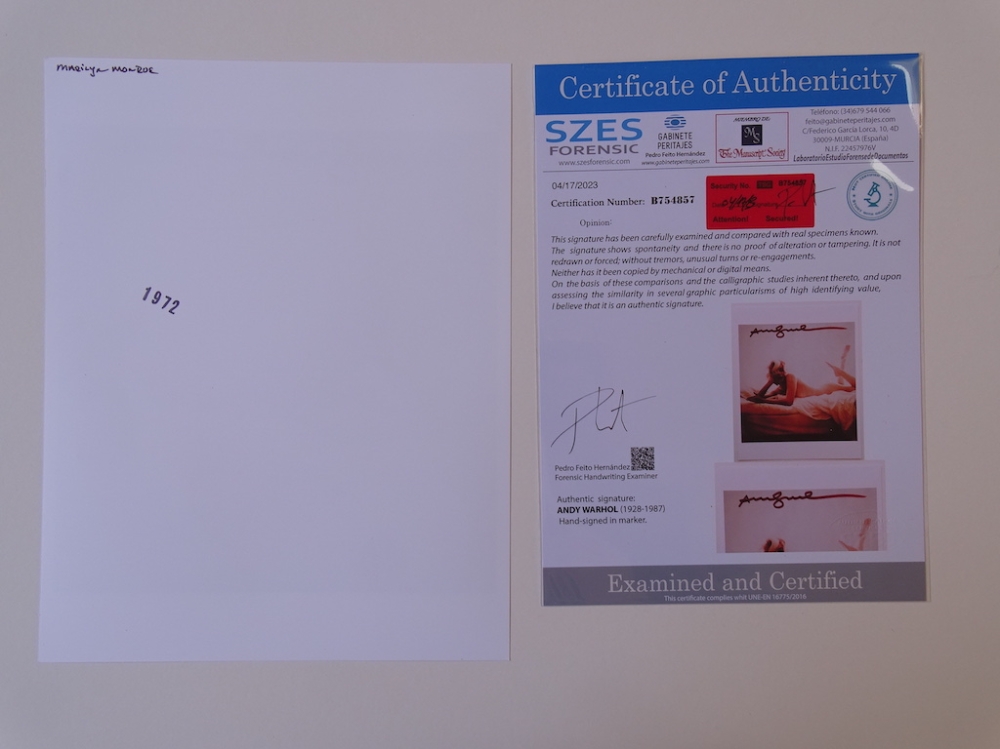 Marilyn Monroe
1972
Certificate of Authenticity
SZES
FORENSIC
www.szesforensic.com
GABINETE
PERITAJES
Pedro Feito Hernández
www.gabineteperitajes.com
MIEMBRO DE:
MS
The Manuscript Society
Teléfono: (34)679 544 066
feito@gabineteperitajes.com
C/Federico García Lorca, 10, 4D
30009-MURCIA (España)
N.I.F. 22457976V
LaboratorioEstudioForensedeDocumentos
04/17/2023
Certification Number: B754857
Security No. B754857
Attention! Secured!
Opinion:
This signature has been carefully examined and compared with real specimens known.
The signature shows spontaneity and there is no proof of alteration or tampering. It is not
redrawn or forced; without tremors, unusual turns or re-engagements.
Neither has it been copied by mechanical or digital means.
On the basis of these comparisons and the calligraphic studies inherent thereto, and upon
assessing the similarity in several graphic particularisms of high identifying value,
I believe that it is an authentic signature.
Pedro Feito Hernández
Forensic Handwriting Examiner
Authentic signature:
ANDY WARHOL (1928-1987)
Hand-signed in marker.
Examined and Certified
This certificate complies whit UNE-EN 16775/2016